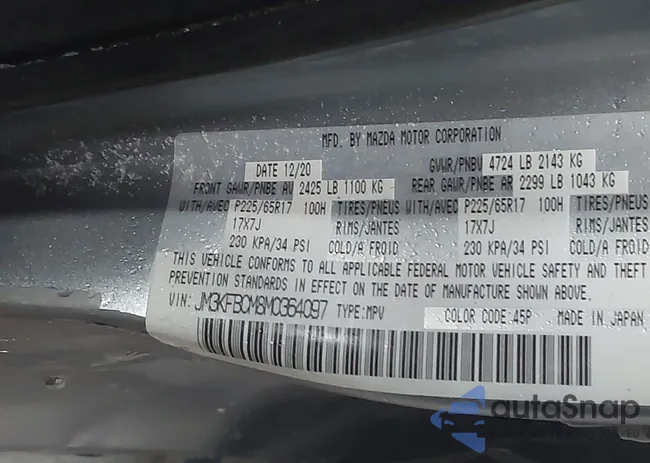 MFD. BY MAZDA MOTOR CORPORATION
DATE 12/20 GVWR/PNBV 4724 LB 2143 KG
FRONT GAWR/PNBE AV 2425 LB 1100 KG REAR GAWR/PNBE AR 2299 LB 1043 KG
WITH/AVEC P225/65R17 100H TIRES/PNEUS WITH/AVEC P225/65R17 100H TIRES/PNEUS
17X7J RIMS/JANTES 17X7J RIMS/JANTES
230 KPA/34 PSI COLD/A FROID 230 KPA/34 PSI COLD/A FROID
THIS VEHICLE CONFORMS TO ALL APPLICABLE FEDERAL MOTOR VEHICLE SAFETY AND THEFT
PREVENTION STANDARDS IN EFFECT ON THE DATE OF MANUFACTURE SHOWN ABOVE.
VIN: JM3KFBCM8M0364097 TYPE: MPV COLOR CODE: 45P MADE IN JAPAN
autoSnap